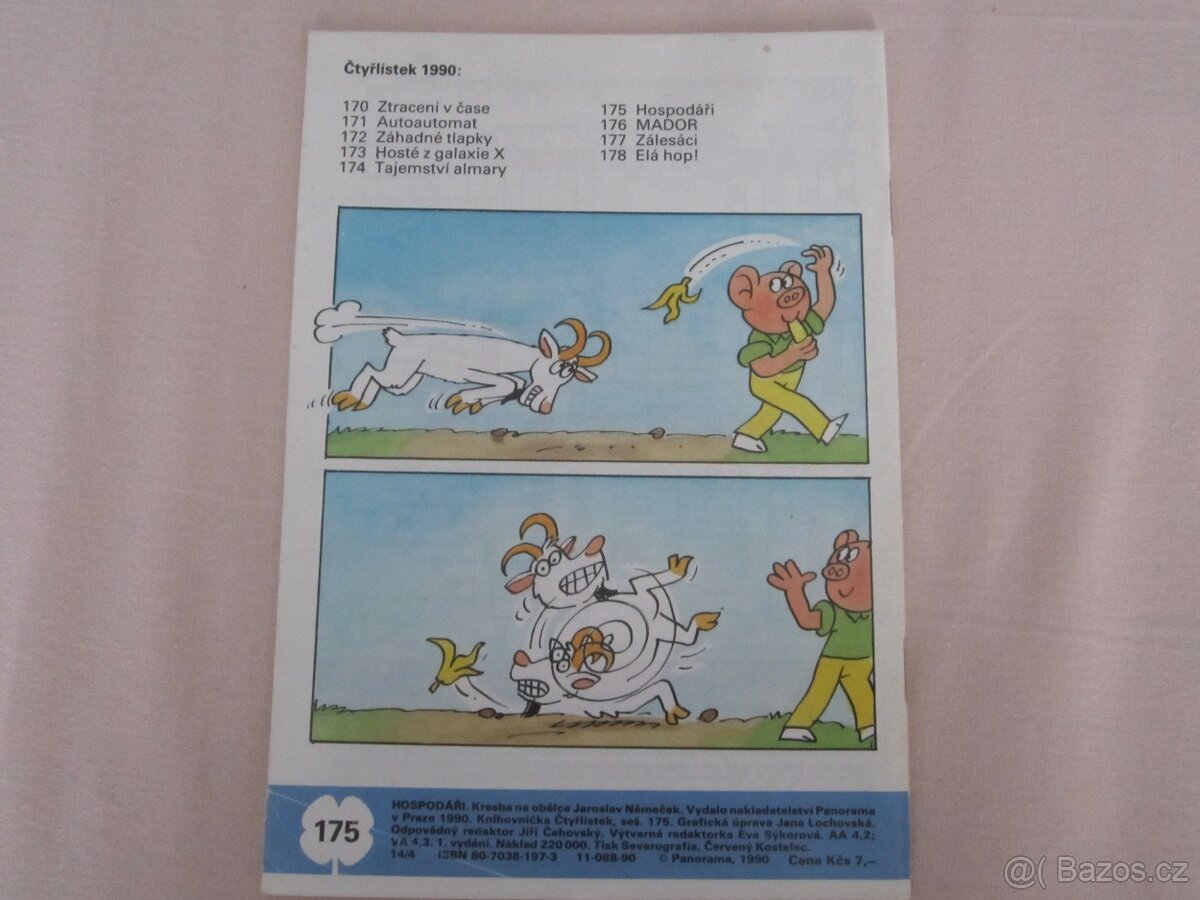 Čtyřlístek 1990:
170 Ztraceni v čase
171 Autoautomat
172 Záhadné tlapky
173 Hosté z galaxie X
174 Tajemství almary
175 Hospodáři
176 MADOR
177 Zálesáci
178 Elá hop!
175
HOSPODÁŘI. Kresba na obálce Jaroslav Němeček. Vydalo nakladatelství Panorama
v Praze 1990. Knihovnička Čtyřlístek, seš. 175. Grafická úprava Jana Lochovská.
Odpovědný redaktor Jiří Čehovský. Výtvarná redaktorka Eva Sýkorová. AA 4,2;
VA 4,3. 1. vydání. Náklad 220 000. Tisk Severografia, Červený Kostelec.
14/4 ISBN 80-7038-197-3 11-088-90 © Panorama, 1990 Cena Kčs 7,–
@( Bazos.cz